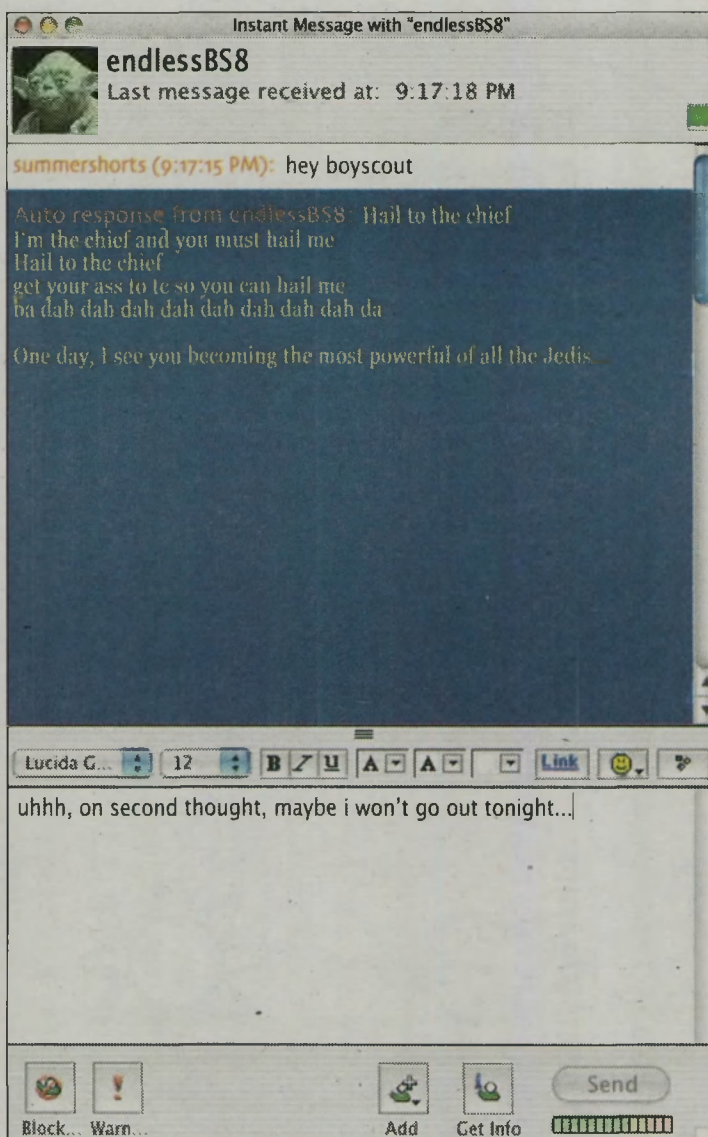 Instant Message with "endlessBS8"
endlessBS8
Last message received at: 9:17:18 PM
summershorts (9:17:15 PM): hey boyscout
Auto response from endlessBS8: Hail to the chief
I'm the chief and you must hail me
Hail to the chief
get your ass to tc so you can hail me
ba dah dah dah dah dah dah dah dah da
One day, I see you becoming the most powerful of all the Jedis...
Lucida G... 12 B I U A A Link
uhhh, on second thought, maybe i won't go out tonight...
Send
Block... Warn... Add Get Info